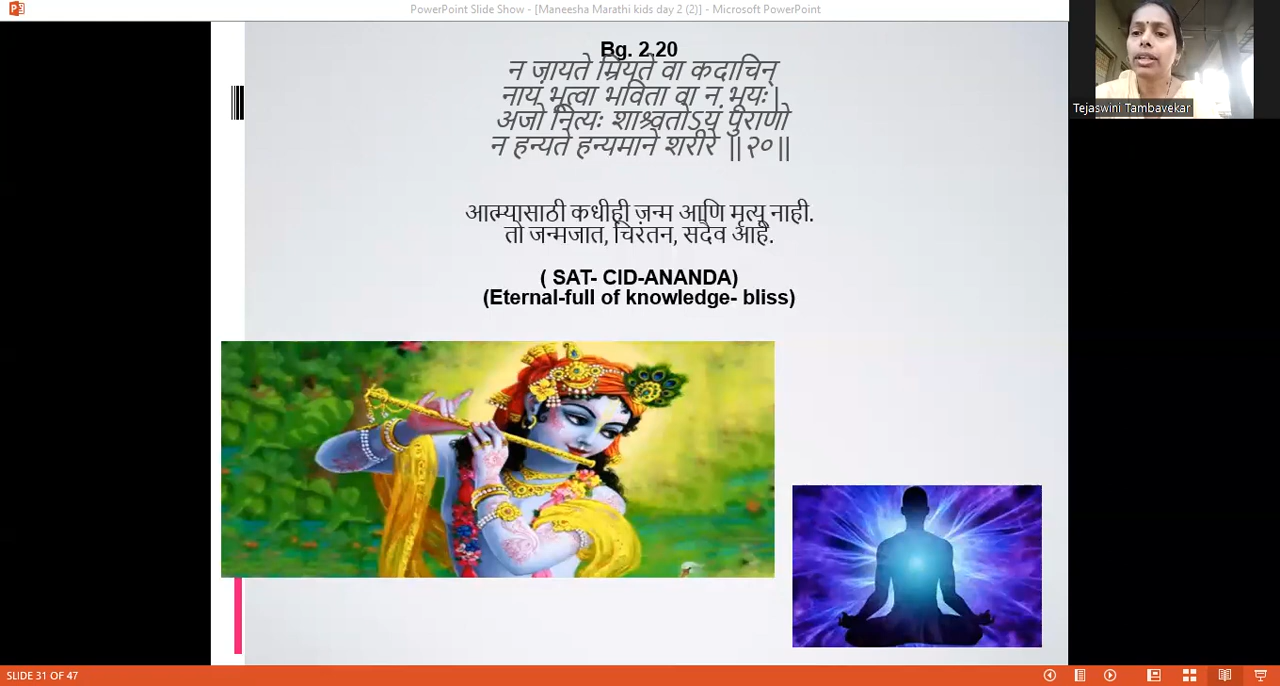 PowerPoint Slide Show - [Maneesha Marathi kids day 2 (2)] - Microsoft PowerPoint
Bg. 2.20
न जायते म्रियते वा कदाचिन्
नायं भूत्वा भविता वा न भूयः|
अजो नित्यः शाश्र्वतोऽयं पुराणो
न हन्यते हन्यमाने शरीरे ||२०||
आत्म्यासाठी कधीही जन्म आणि मृत्यू नाही.
तो जन्मजात, चिरंतन, सदैव आहे.
( SAT- CID-ANANDA)
(Eternal-full of knowledge- bliss)
Tejaswini Tambavekar
SLIDE 31 OF 47